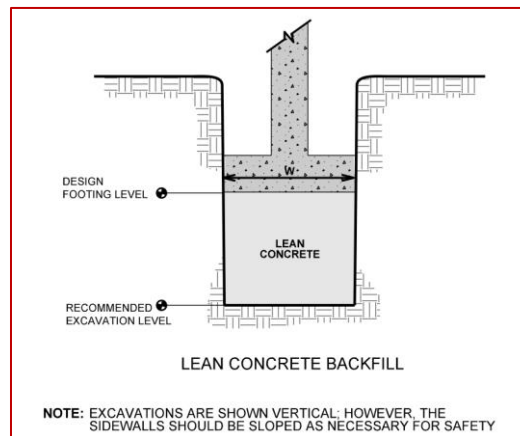 W
DESIGN
FOOTING LEVEL
LEAN
CONCRETE
RECOMMENDED
EXCAVATION LEVEL
LEAN CONCRETE BACKFILL
NOTE: EXCAVATIONS ARE SHOWN VERTICAL; HOWEVER, THE
SIDEWALLS SHOULD BE SLOPED AS NECESSARY FOR SAFETY